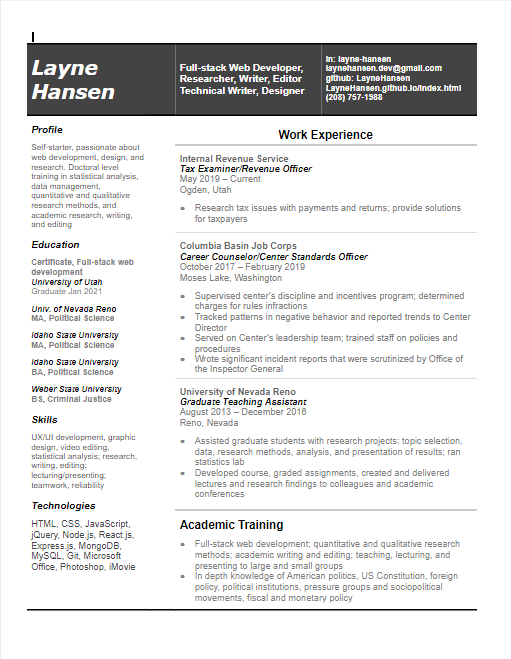 Layne
Hansen
Full-stack Web Developer,
Researcher, Writer, Editor
Technical Writer, Designer
in: layne-hansen
laynehansen.dev@gmail.com
github: LayneHansen
LayneHansen.github.io/index.html
(208) 757-1988
Profile
Self-starter, passionate about
web development, design, and
research. Doctoral level
training in statistical analysis,
data management,
quantitative and qualitative
research methods, and
academic research, writing,
and editing
Education
Certificate, Full-stack web
development
University of Utah
Graduate Jan 2021
Univ. of Nevada Reno
MA, Political Science
Idaho State University
MA, Political Science
Idaho State University
BA, Political Science
Weber State University
BS, Criminal Justice
Skills
UX/UI development, graphic
design, video editing,
statistical analysis; research,
writing, editing;
lecturing/presenting;
teamwork, reliability
Technologies
HTML, CSS, JavaScript,
jQuery, Node.js, React.js,
Express.js, MongoDB,
MySQL, Git, Microsoft
Office, Photoshop, iMovie
Work Experience
Internal Revenue Service
Tax Examiner/Revenue Officer
May 2019 – Current
Ogden, Utah
Research tax issues with payments and returns; provide solutions
for taxpayers
Columbia Basin Job Corps
Career Counselor/Center Standards Officer
October 2017 – February 2019
Moses Lake, Washington
Supervised center's discipline and incentives program; determined
charges for rules infractions
Tracked patterns in negative behavior and reported trends to Center
Director
Served on Center's leadership team; trained staff on policies and
procedures
Wrote significant incident reports that were scrutinized by Office of
the Inspector General
University of Nevada Reno
Graduate Teaching Assistant
August 2013 – December 2016
Reno, Nevada
Assisted graduate students with research projects: topic selection,
data, research methods, analysis, and presentation of results; ran
statistics lab
Developed course, graded assignments, created and delivered
lectures and research findings to colleagues and academic
conferences
Academic Training
Full-stack web development; quantitative and qualitative research
methods; academic writing and editing; teaching, lecturing, and
presenting to large and small groups
In depth knowledge of American politics, US Constitution, foreign
policy, political institutions, pressure groups and sociopolitical
movements, fiscal and monetary policy